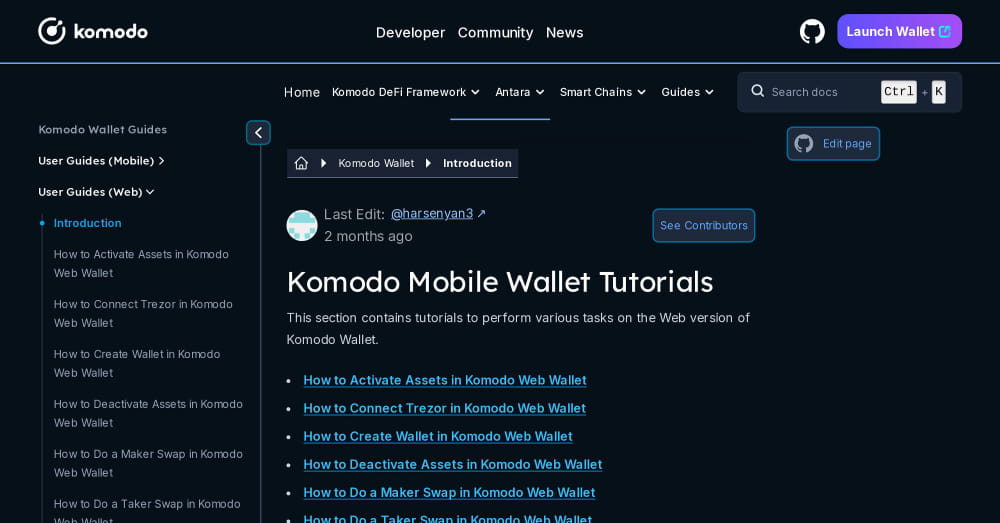 komodo
Developer Community News
Launch Wallet
Home Komodo DeFi Framework Antara Smart Chains Guides
Search docs Ctrl + K
Komodo Wallet Guides
User Guides (Mobile)
User Guides (Web)
Introduction
How to Activate Assets in Komodo
Web Wallet
How to Connect Trezor in Komodo
Web Wallet
How to Create Wallet in Komodo
Web Wallet
How to Deactivate Assets in Komodo
Web Wallet
How to Do a Maker Swap in Komodo
Web Wallet
How to Do a Taker Swap in Komodo
Web Wallet
Edit page
Komodo Wallet Introduction
Last Edit: @harsenyan3 ↗
2 months ago
See Contributors
Komodo Mobile Wallet Tutorials
This section contains tutorials to perform various tasks on the Web version of
Komodo Wallet.
• How to Activate Assets in Komodo Web Wallet
• How to Connect Trezor in Komodo Web Wallet
• How to Create Wallet in Komodo Web Wallet
• How to Deactivate Assets in Komodo Web Wallet
• How to Do a Maker Swap in Komodo Web Wallet
• How to Do a Taker Swap in Komodo Web Wallet